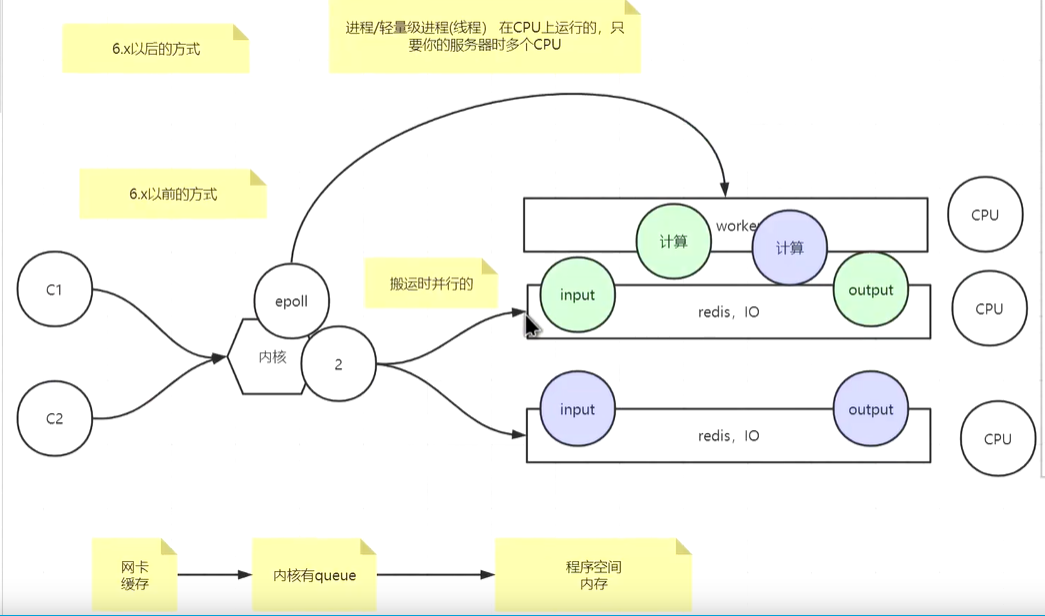 6.x以后的方式
进程/轻量级进程(线程） 在CPU上运行的，只
要你的服务器时多个CPU
6.x以前的方式
搬运时并行的
C1
C2
epoll
内核
2
worke
计算
计算
CPU
input
redis，IO
output
CPU
input
redis，IO
output
CPU
网卡
缓存
内核有queue
程序空间
内存